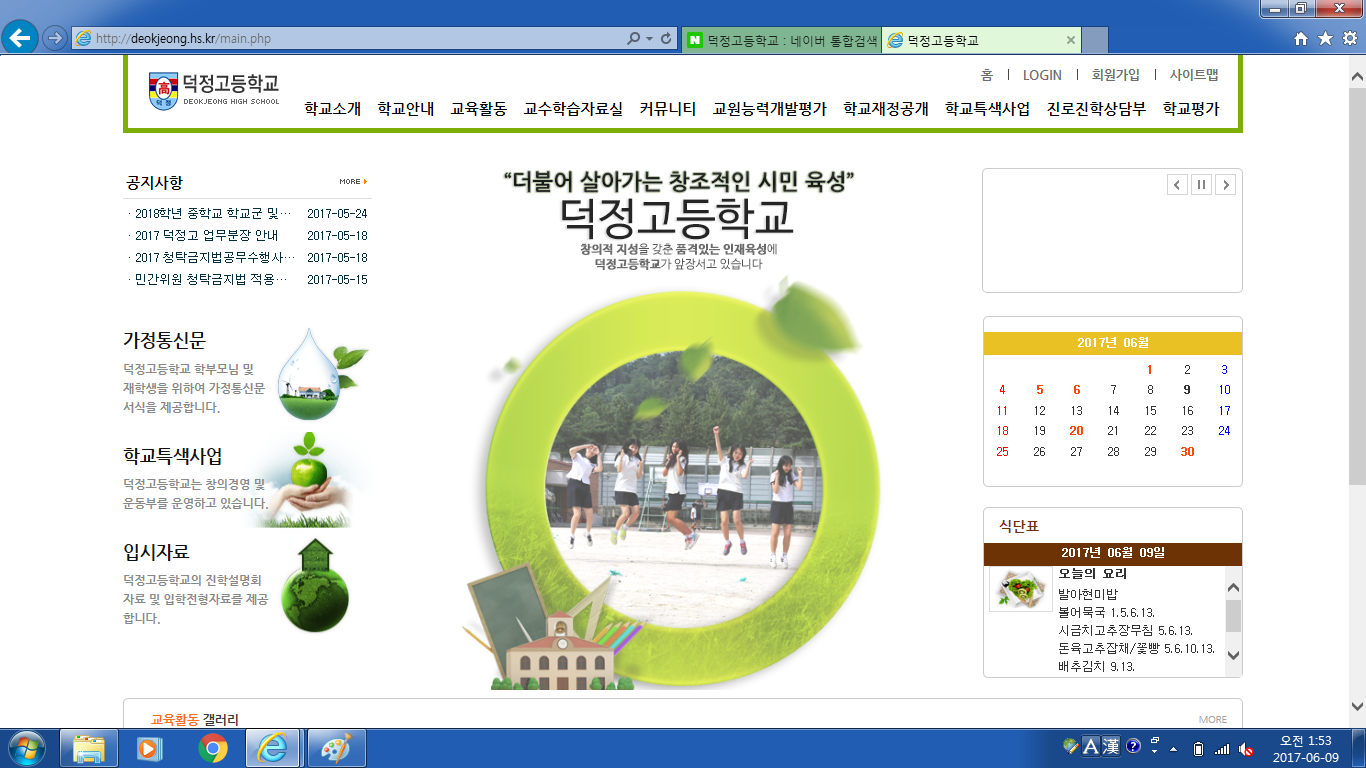 http://deokjeong.hs.kr/main.php
덕정고등학교 : 네이버 통합검색
덕정고등학교
高
덕정
덕정고등학교
DEOKJEONG HIGH SCHOOL
홈 LOGIN 회원가입 사이트맵
학교소개 학교안내 교육활동 교수학습자료실 커뮤니티 교원능력개발평가 학교재정공개 학교특색사업 진로진학상담부 학교평가
공지사항 MORE
· 2018학년 중학교 학교군 및… 2017-05-24
· 2017 덕정고 업무분장 안내 2017-05-18
· 2017 청탁금지법공무수행사… 2017-05-18
· 민간위원 청탁금지법 적용… 2017-05-15
가정통신문
덕정고등학교 학부모님 및
재학생을 위하여 가정통신문
서식을 제공합니다.
학교특색사업
덕정고등학교는 창의경영 및
운동부를 운영하고 있습니다.
입시자료
덕정고등학교의 진학설명회
자료 및 입학전형자료를 제공
합니다.
“더불어 살아가는 창조적인 시민 육성”
덕정고등학교
창의적 지성을 갖춘 품격있는 인재육성에
덕정고등학교가 앞장서고 있습니다
2017년 06월
1 2 3
4 5 6 7 8 9 10
11 12 13 14 15 16 17
18 19 20 21 22 23 24
25 26 27 28 29 30
식단표
2017년 06월 09일
오늘의 요리
발아현미밥
볼어묵국 1.5.6.13.
시금치고추장무침 5.6.13.
돈육고추잡채/꽃빵 5.6.10.13.
배추김치 9.13.
교육활동 갤러리 MORE
A 漢
오전 1:53
2017-06-09